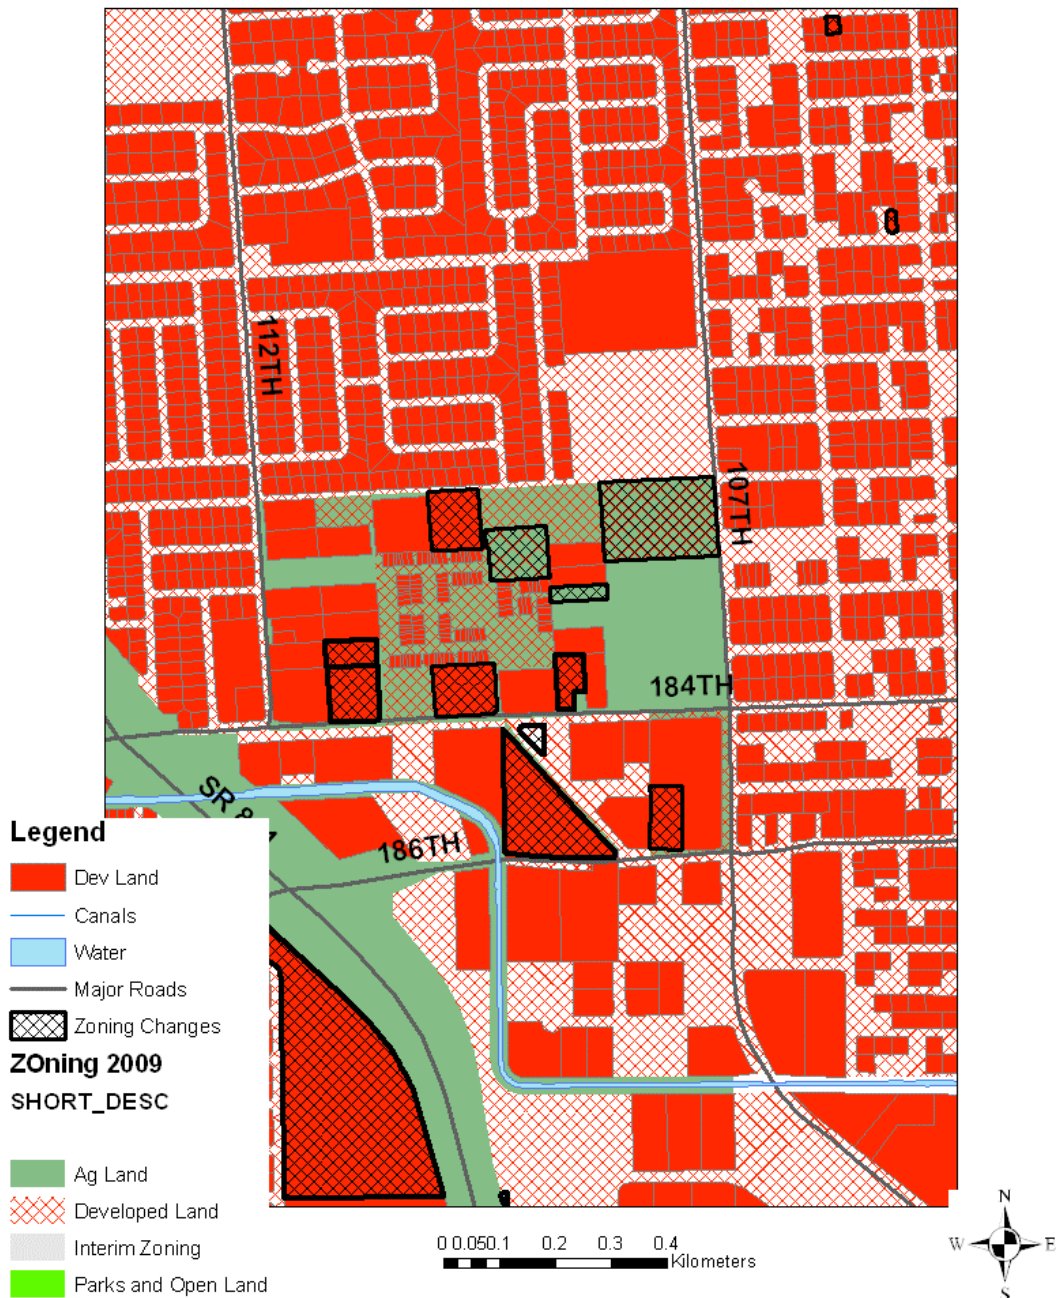 112TH
107TH
184TH
SR 8
186TH
Legend
Dev Land
Canals
Water
Major Roads
Zoning Changes
ZOning 2009
SHORT_DESC
Ag Land
Developed Land
Interim Zoning
Parks and Open Land
0 0.050.1 0.2 0.3 0.4
Kilometers
N
W E
S